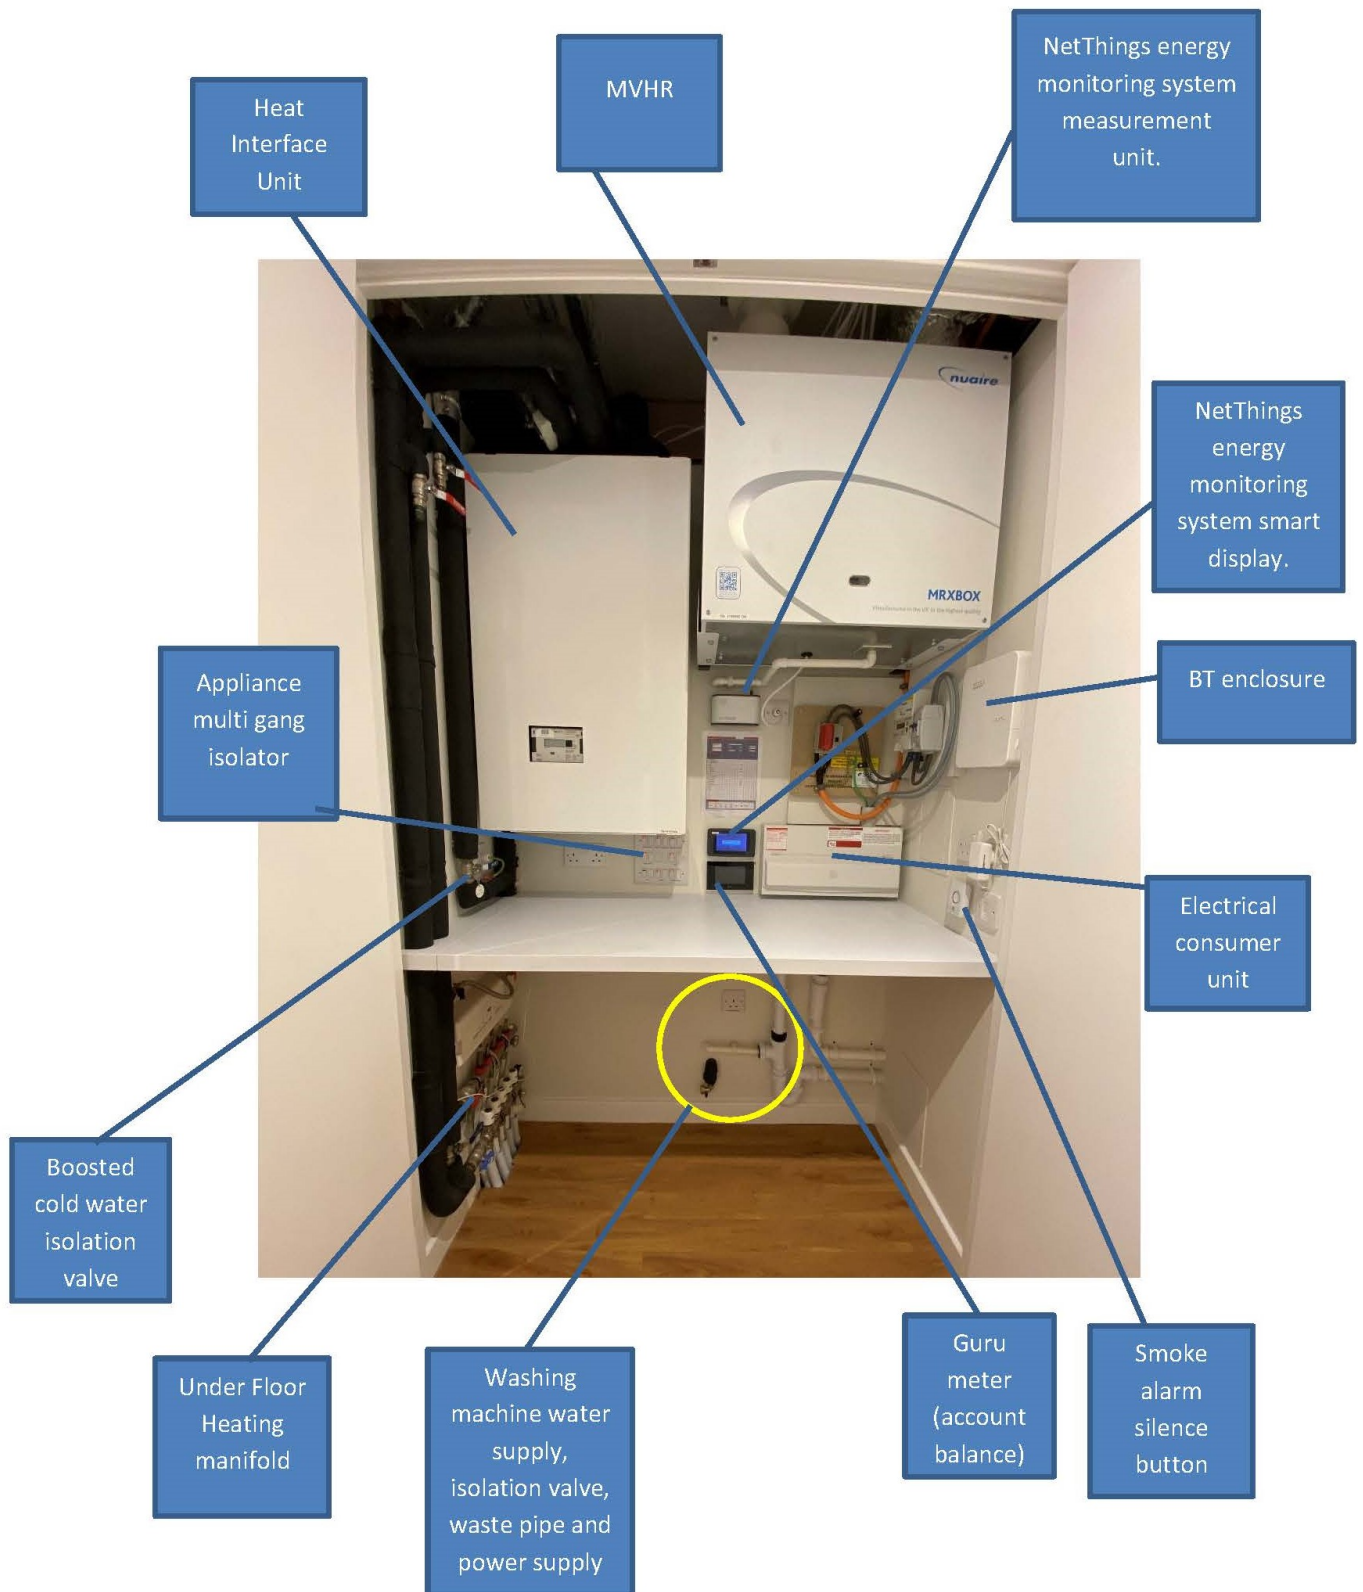 NetThings energy
monitoring system
measurement
unit.
MVHR
Heat
Interface
Unit
nuaire
NetThings
energy
monitoring
system smart
display.
MRXBOX
Appliance
multi gang
isolator
BT enclosure
Electrical
consumer
unit
Boosted
cold water
isolation
valve
Under Floor
Heating
manifold
Washing
machine water
supply,
isolation valve,
waste pipe and
power supply
Guru
meter
(account
balance)
Smoke
alarm
silence
button